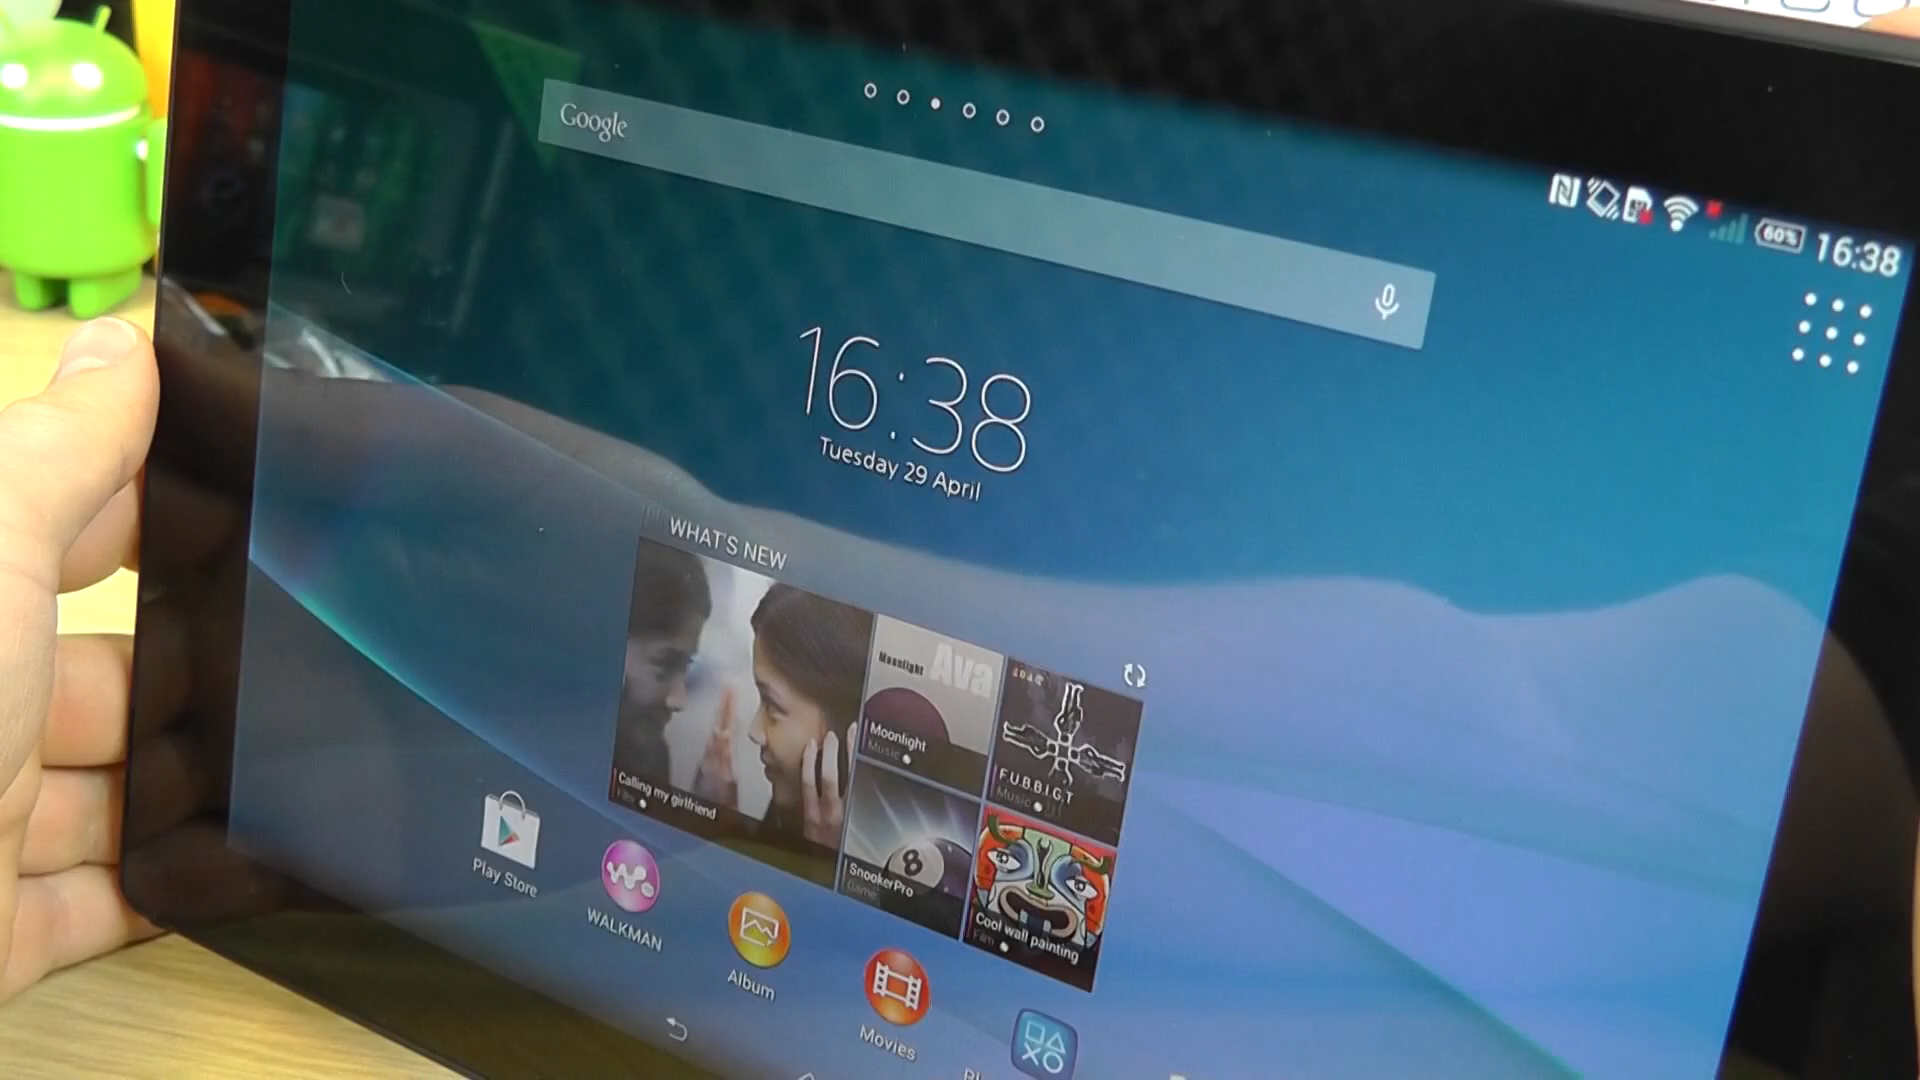 Google
60%
16:38
16:38
Tuesday 29 April
WHAT'S NEW
Moonlight
Ava
Calling my girlfriend
Film
Moonlight
Music
F.U.B.B.I.G.T
Music
SnookerPro
Game
8
Cool wall painting
Film
Play Store
WALKMAN
Album
Movies